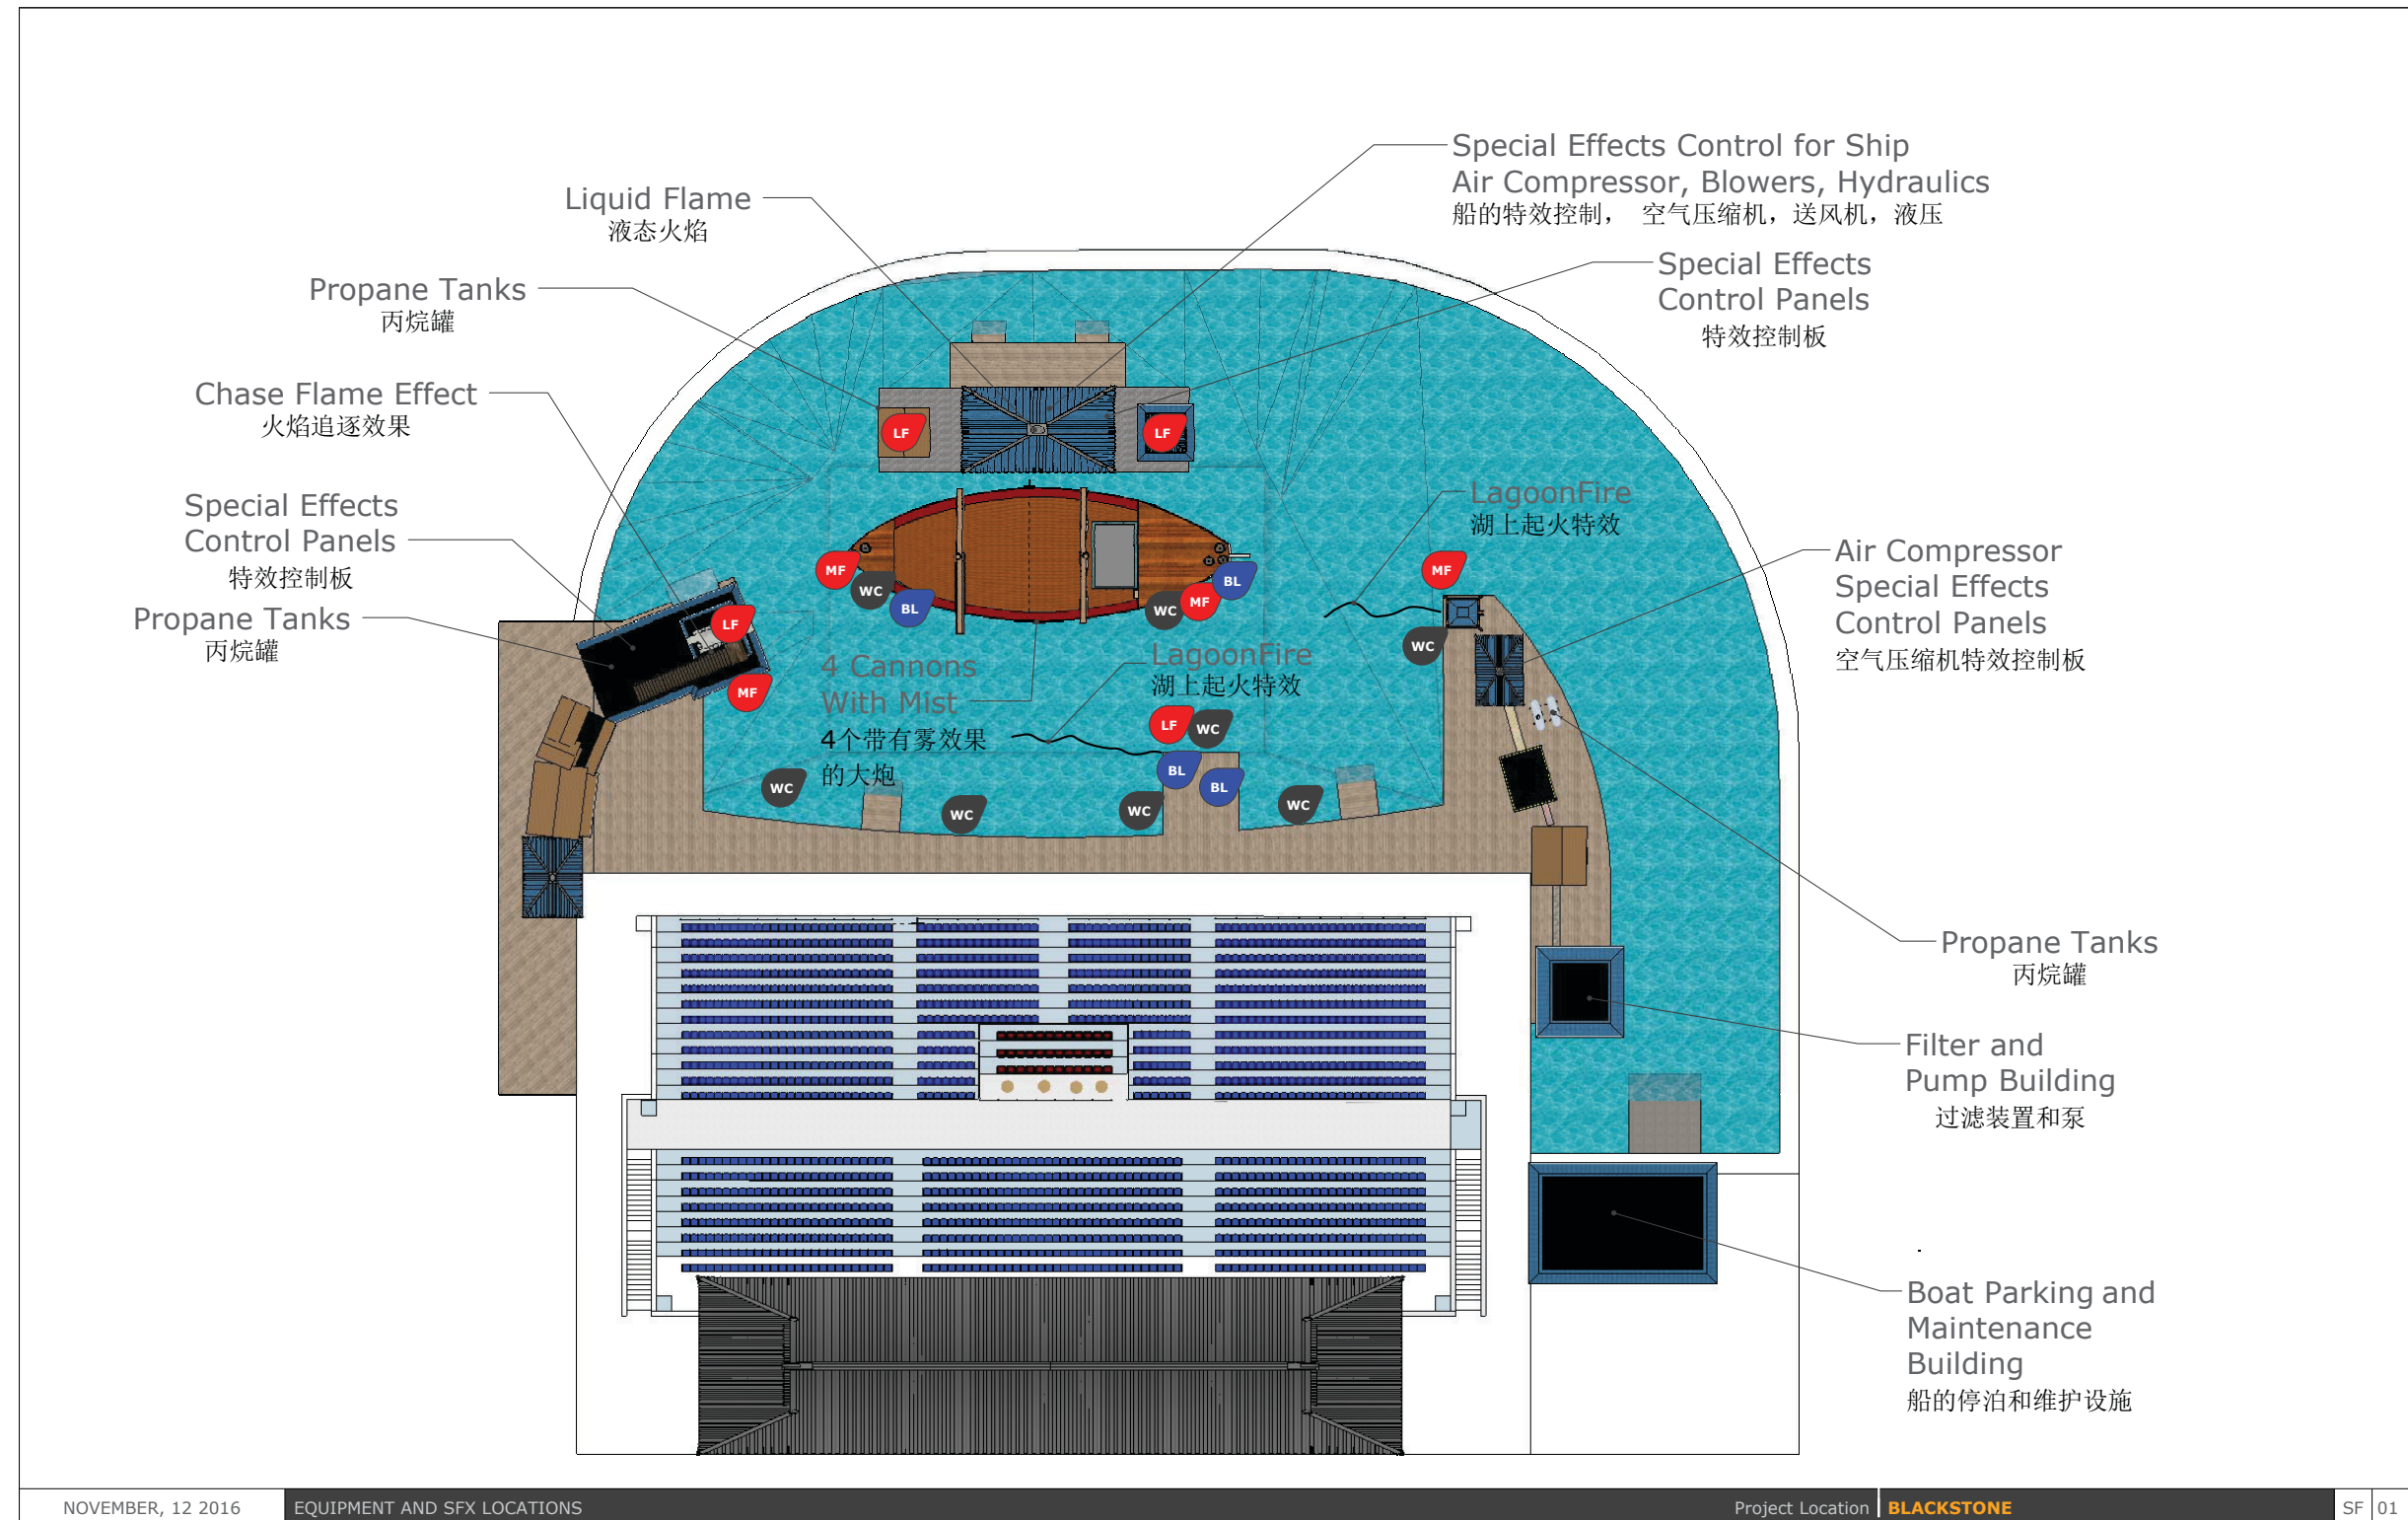 Special Effects Control for Ship
Air Compressor, Blowers, Hydraulics
船的特效控制， 空气压缩机，送风机，液压
Liquid Flame
液态火焰
Special Effects
Control Panels
特效控制板
Propane Tanks
丙烷罐
Chase Flame Effect
火焰追逐效果
LF
LF
Special Effects
Control Panels
特效控制板
LagoonFire
湖上起火特效
Air Compressor
Special Effects
Control Panels
空气压缩机特效控制板
MF
WC
BL
BL
MF
WC
MF
Propane Tanks
丙烷罐
LF
MF
WC
4 Cannons
With Mist
4个带有雾效果
的大炮
LagoonFire
湖上起火特效
LF
WC
BL
BL
WC
WC
WC
WC
Propane Tanks
丙烷罐
Filter and
Pump Building
过滤装置和泵
Boat Parking and
Maintenance
Building
船的停泊和维护设施
NOVEMBER, 12 2016
EQUIPMENT AND SFX LOCATIONS
Project Location
BLACKSTONE
SF
01